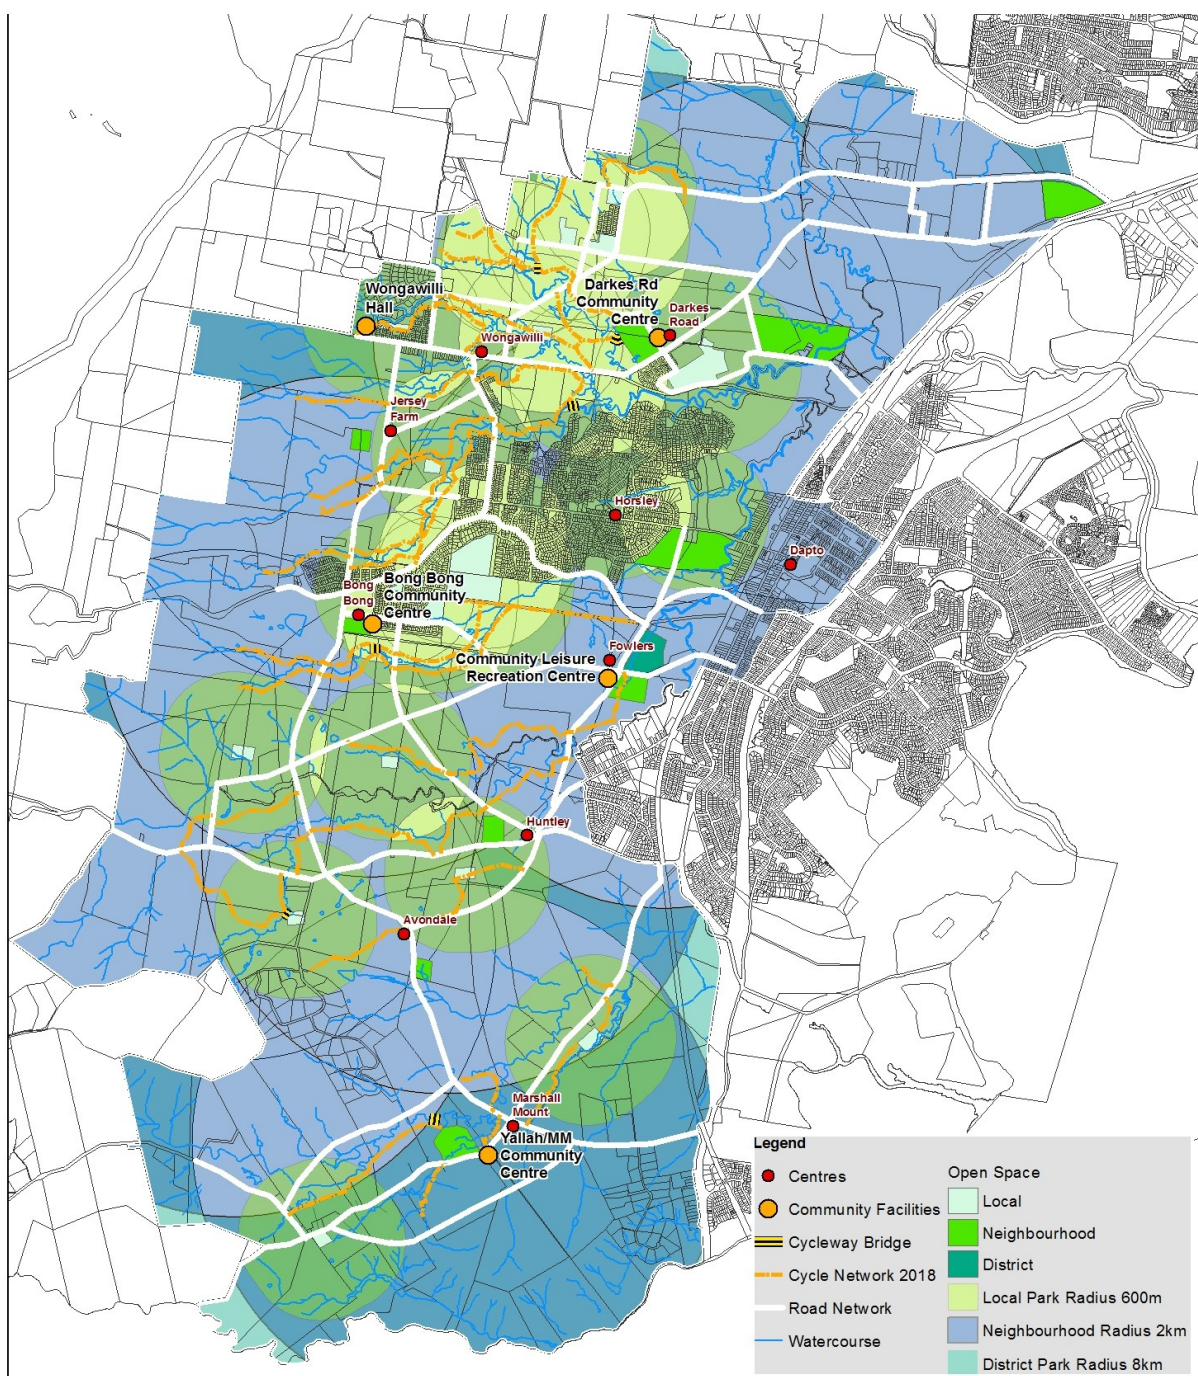 Wongawilli
Hall
Darkes Rd
Community
Centre
Darkes
Road
Wongawilli
Jersey
Farm
Horsley
Dapto
Bong Bong
Community
Centre
Bong
Bong
Community Leisure
Recreation Centre
Fowlers
Huntley
Avondale
Marshall
Mount
Yallah/MM
Community
Centre
Legend
Centres
Community Facilities
Cycleway Bridge
Cycle Network 2018
Road Network
Watercourse
Open Space
Local
Neighbourhood
District
Local Park Radius 600m
Neighbourhood Radius 2km
District Park Radius 8km